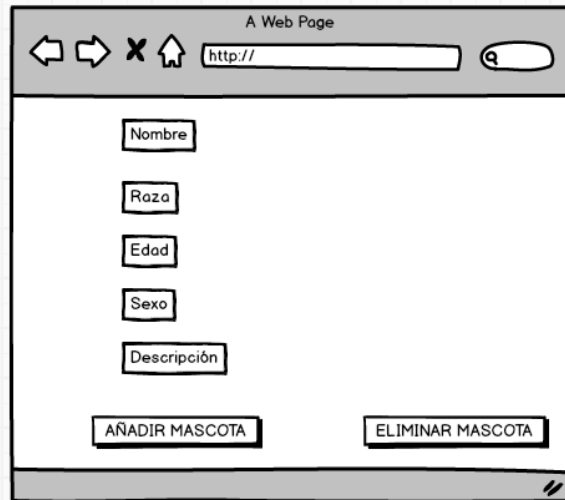 A Web Page
http://
Nombre
Raza
Edad
Sexo
Descripción
AÑADIR MASCOTA
ELIMINAR MASCOTA